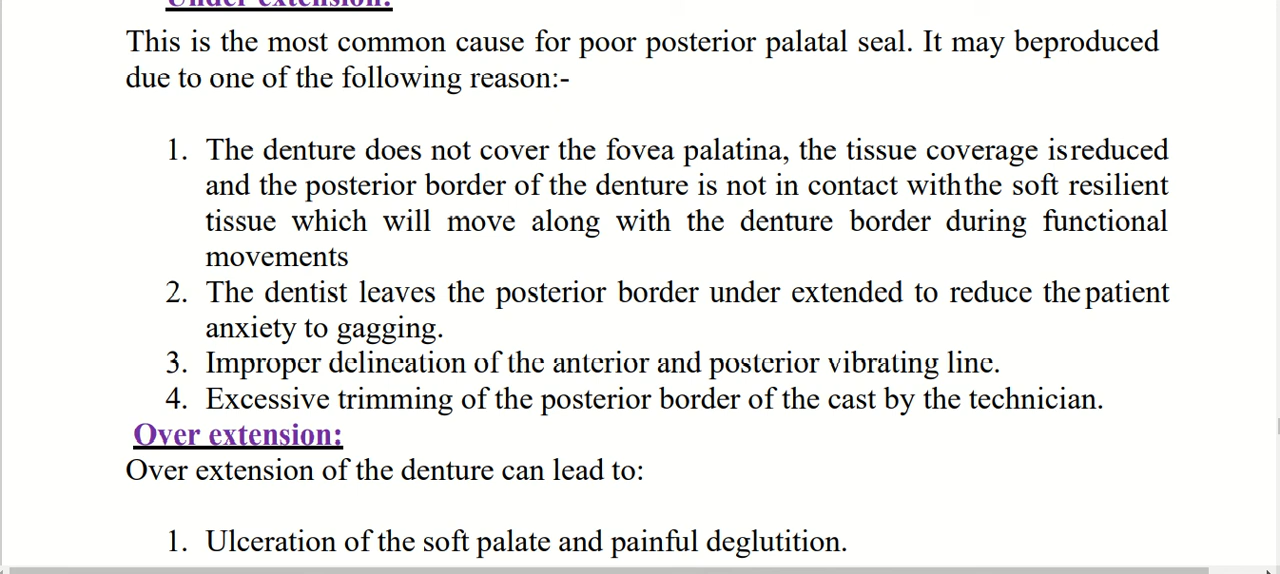 Under extension:
This is the most common cause for poor posterior palatal seal. It may beproduced
due to one of the following reason:-
1. The denture does not cover the fovea palatina, the tissue coverage isreduced
and the posterior border of the denture is not in contact withthe soft resilient
tissue which will move along with the denture border during functional
movements
2. The dentist leaves the posterior border under extended to reduce thepatient
anxiety to gagging.
3. Improper delineation of the anterior and posterior vibrating line.
4. Excessive trimming of the posterior border of the cast by the technician.
Over extension:
Over extension of the denture can lead to:
1. Ulceration of the soft palate and painful deglutition.